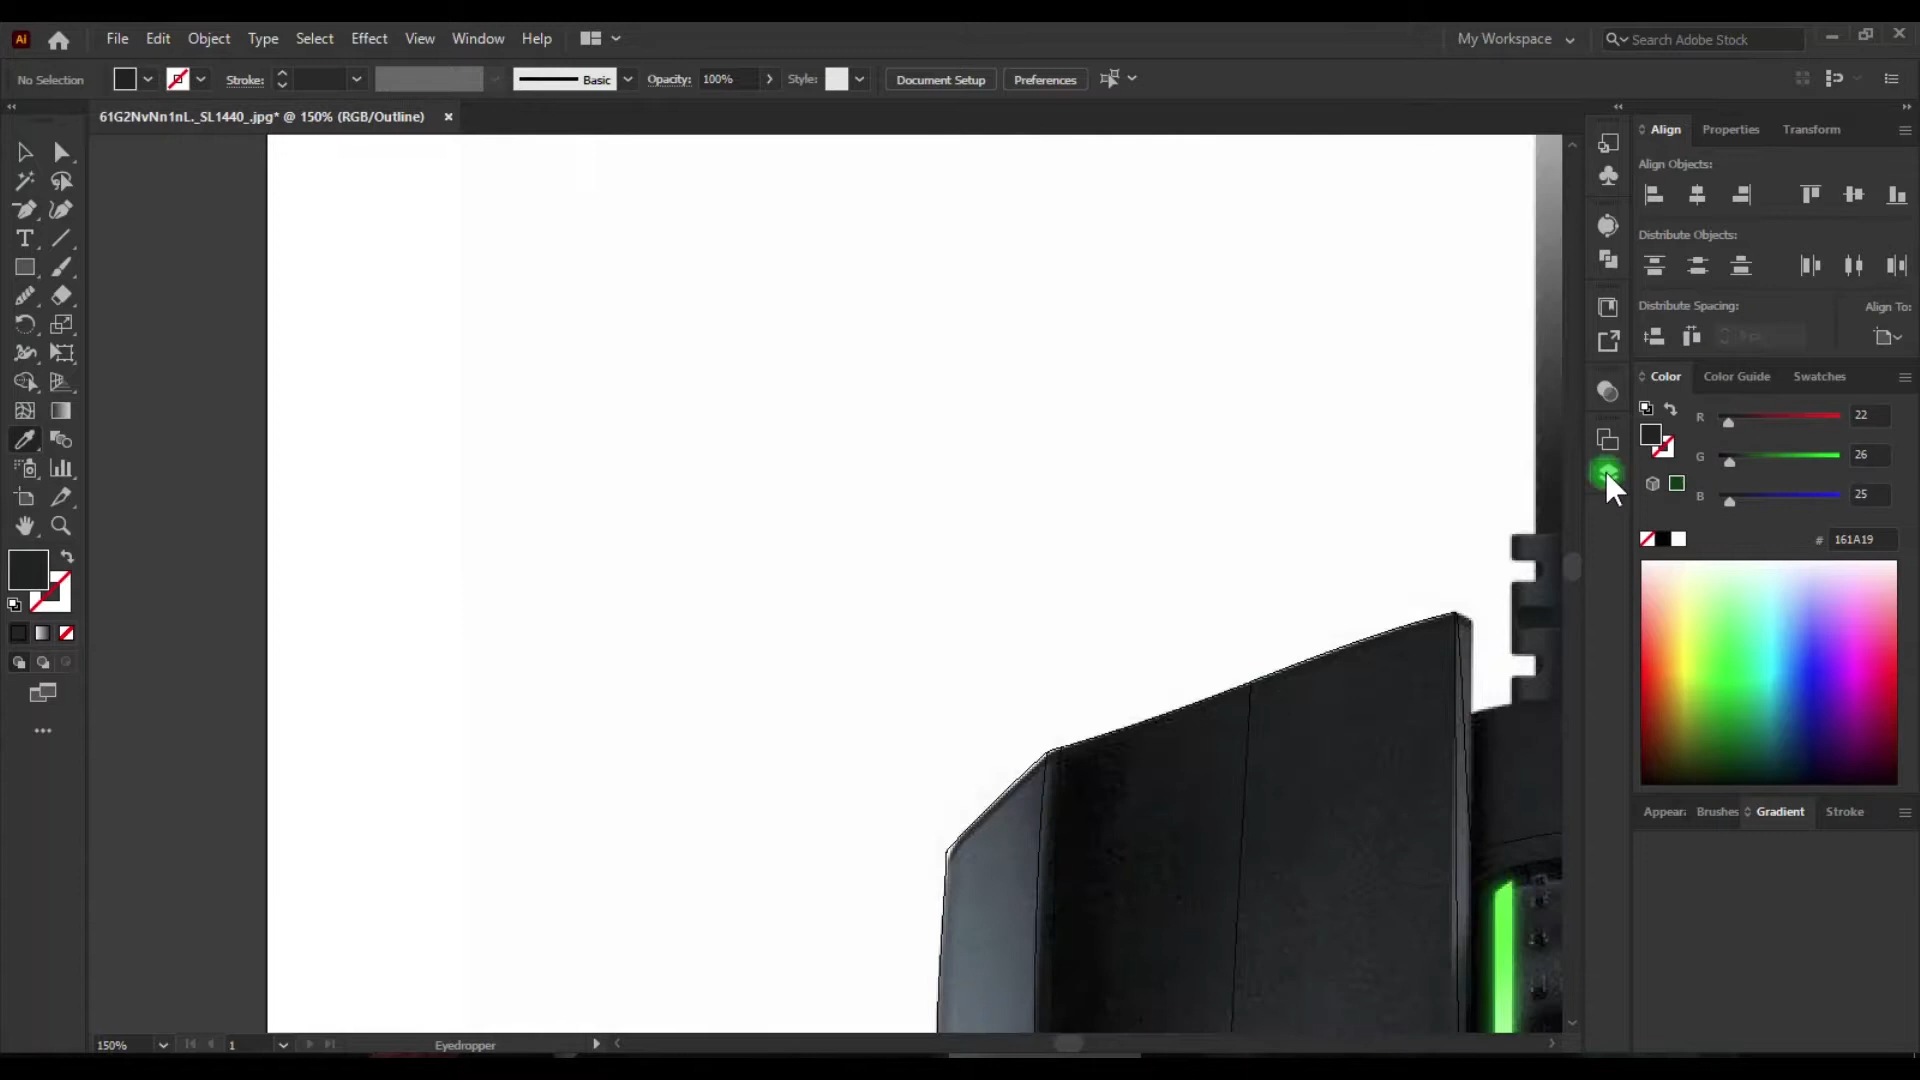 Ai File Edit Object Type Select Effect View Window Help My Workspace Search Adobe Stock
No Selection Stroke: Basic Opacity: 100% Style: Document Setup Preferences
61G2NvNn1nL._SL1440_.jpg* @ 150% (RGB/Outline)
Align Properties Transform
Align Objects:
Distribute Objects:
Distribute Spacing: Align To:
Color Color Guide Swatches
R 22
G 26
B 25
# 161A19
Appear: Brushes Gradient Stroke
150% 1 Eyedropper